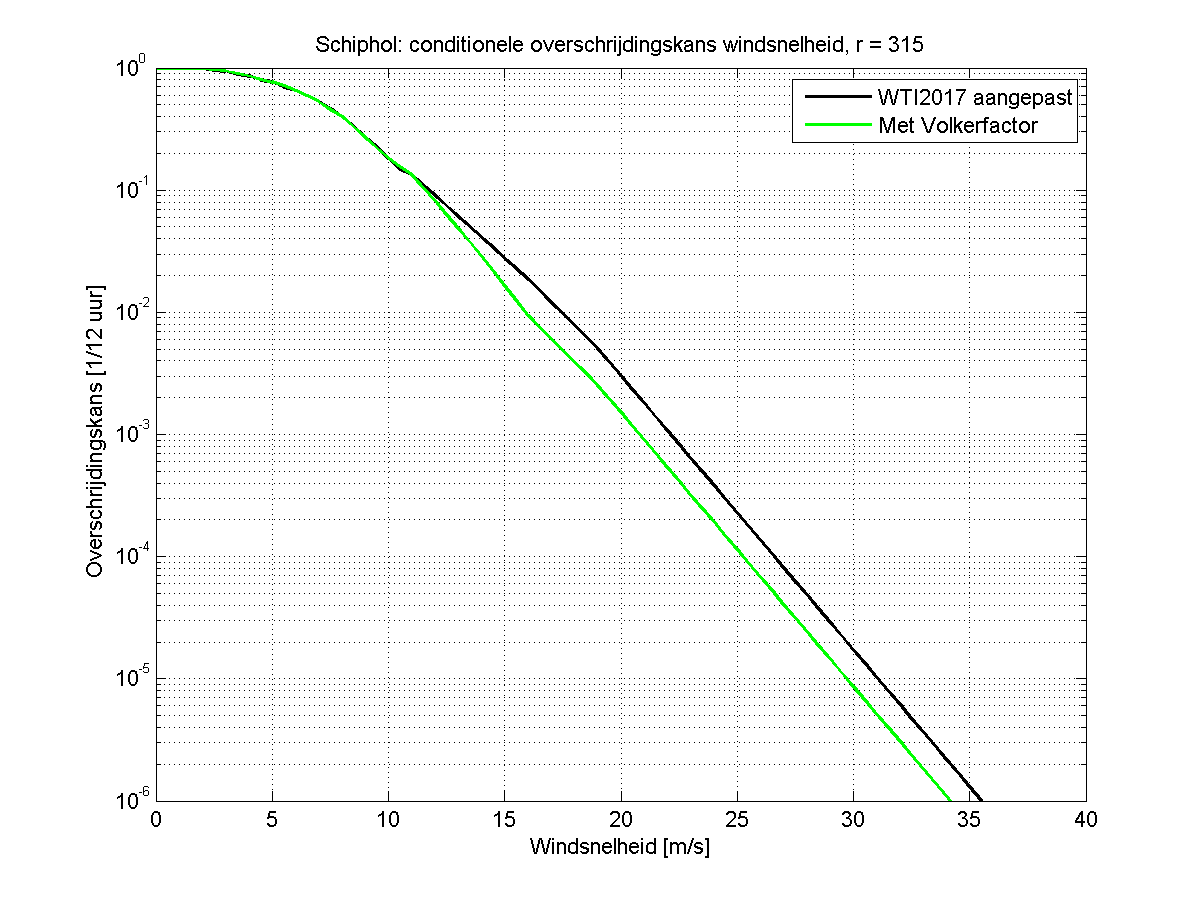 Schiphol: conditionele overschrijdingskans windsnelheid, r = 315
WTI2017 aangepast
Met Volkerfactor
Overschrijdingskans [1/12 uur]
10^0
10^-1
10^-2
10^-3
10^-4
10^-5
10^-6
0 5 10 15 20 25 30 35 40
Windsnelheid [m/s]